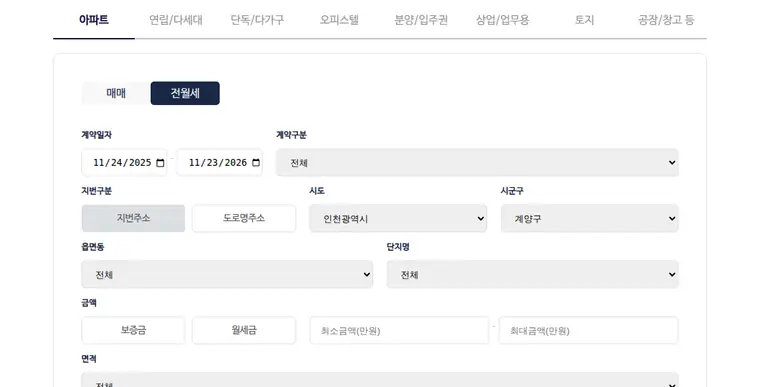 아파트 연립/다세대 단독/다가구 오피스텔 분양/입주권 상업/업무용 토지 공장/창고 등
매매 전월세
계약일자 계약구분
11/24/2025 - 11/23/2026 전체
지번구분 시도 시군구
지번주소 도로명주소 인천광역시 계양구
읍면동 단지명
전체 전체
금액
보증금 월세금 최소금액(만원) - 최대금액(만원)
면적
전체